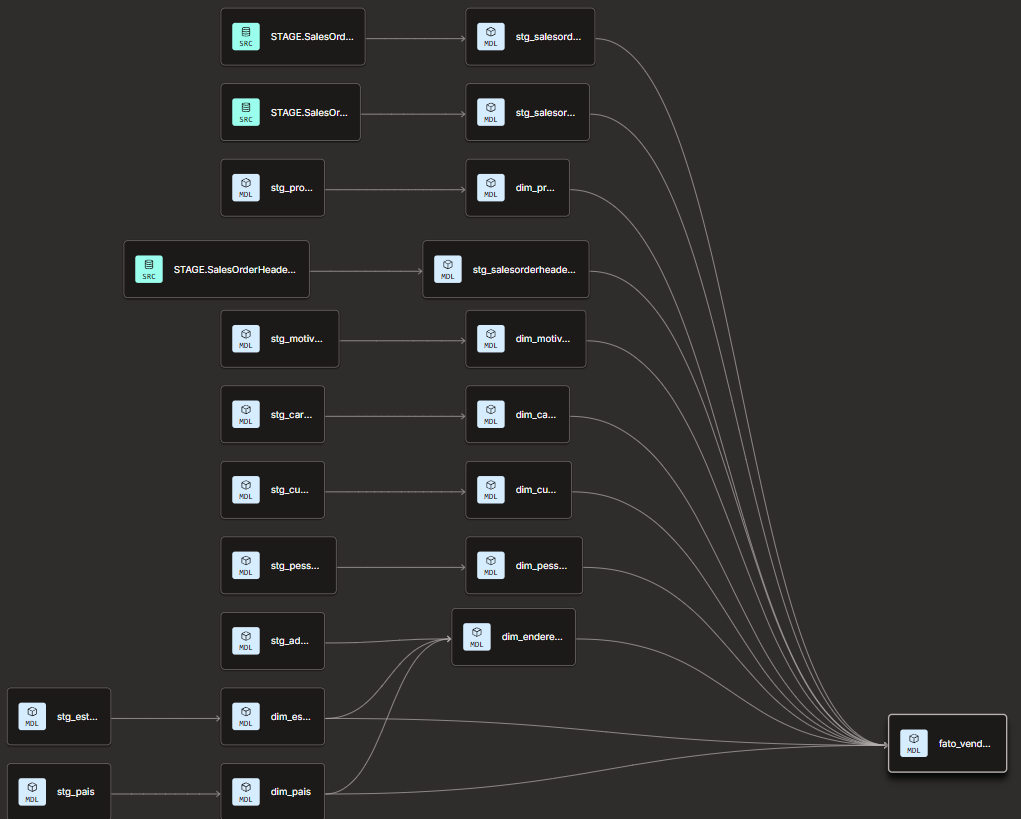 SRC STAGE.SalesOrd...
MDL stg_salesord...
SRC STAGE.SalesOr...
MDL stg_salesor...
MDL stg_pro...
MDL dim_pr...
SRC STAGE.SalesOrderHeade...
MDL stg_salesorderheade...
MDL stg_motiv...
MDL dim_motiv...
MDL stg_car...
MDL dim_ca...
MDL stg_cu...
MDL dim_cu...
MDL stg_pess...
MDL dim_pess...
MDL stg_ad...
MDL dim_endere...
MDL stg_est...
MDL dim_es...
MDL fato_vend...
MDL stg_pais
MDL dim_pais